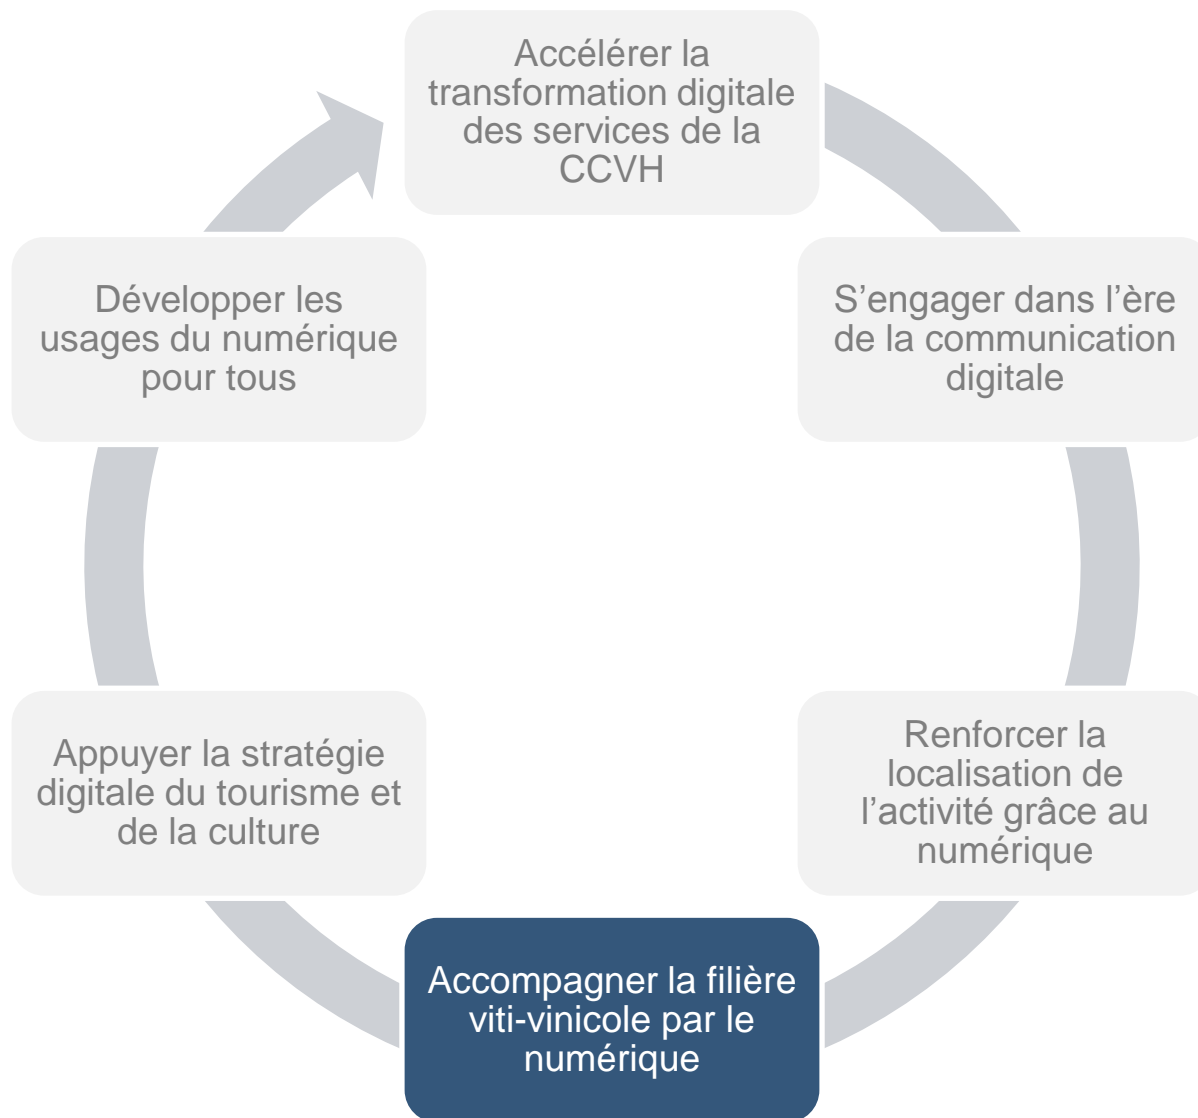 Accélérer la
transformation digitale
des services de la
CCVH
S’engager dans l’ère
de la communication
digitale
Renforcer la
localisation de
l’activité grâce au
numérique
Accompagner la filière
viti-vinicole par le
numérique
Appuyer la stratégie
digitale du tourisme et
de la culture
Développer les
usages du numérique
pour tous